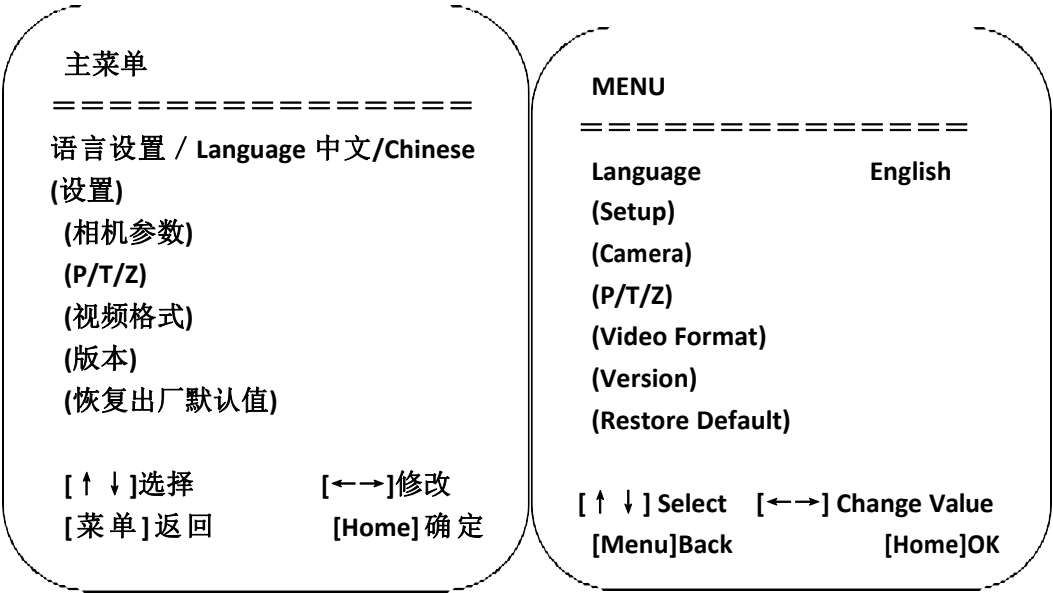 主菜单
================
语言设置 / Language 中文/Chinese
(设置)
(相机参数)
(P/T/Z)
(视频格式)
(版本)
(恢复出厂默认值)
[↑↓]选择 [←→]修改
[菜单]返回 [Home]确定
MENU
==============
Language English
(Setup)
(Camera)
(P/T/Z)
(Video Format)
(Version)
(Restore Default)
[↑↓] Select [←→] Change Value
[Menu]Back [Home]OK